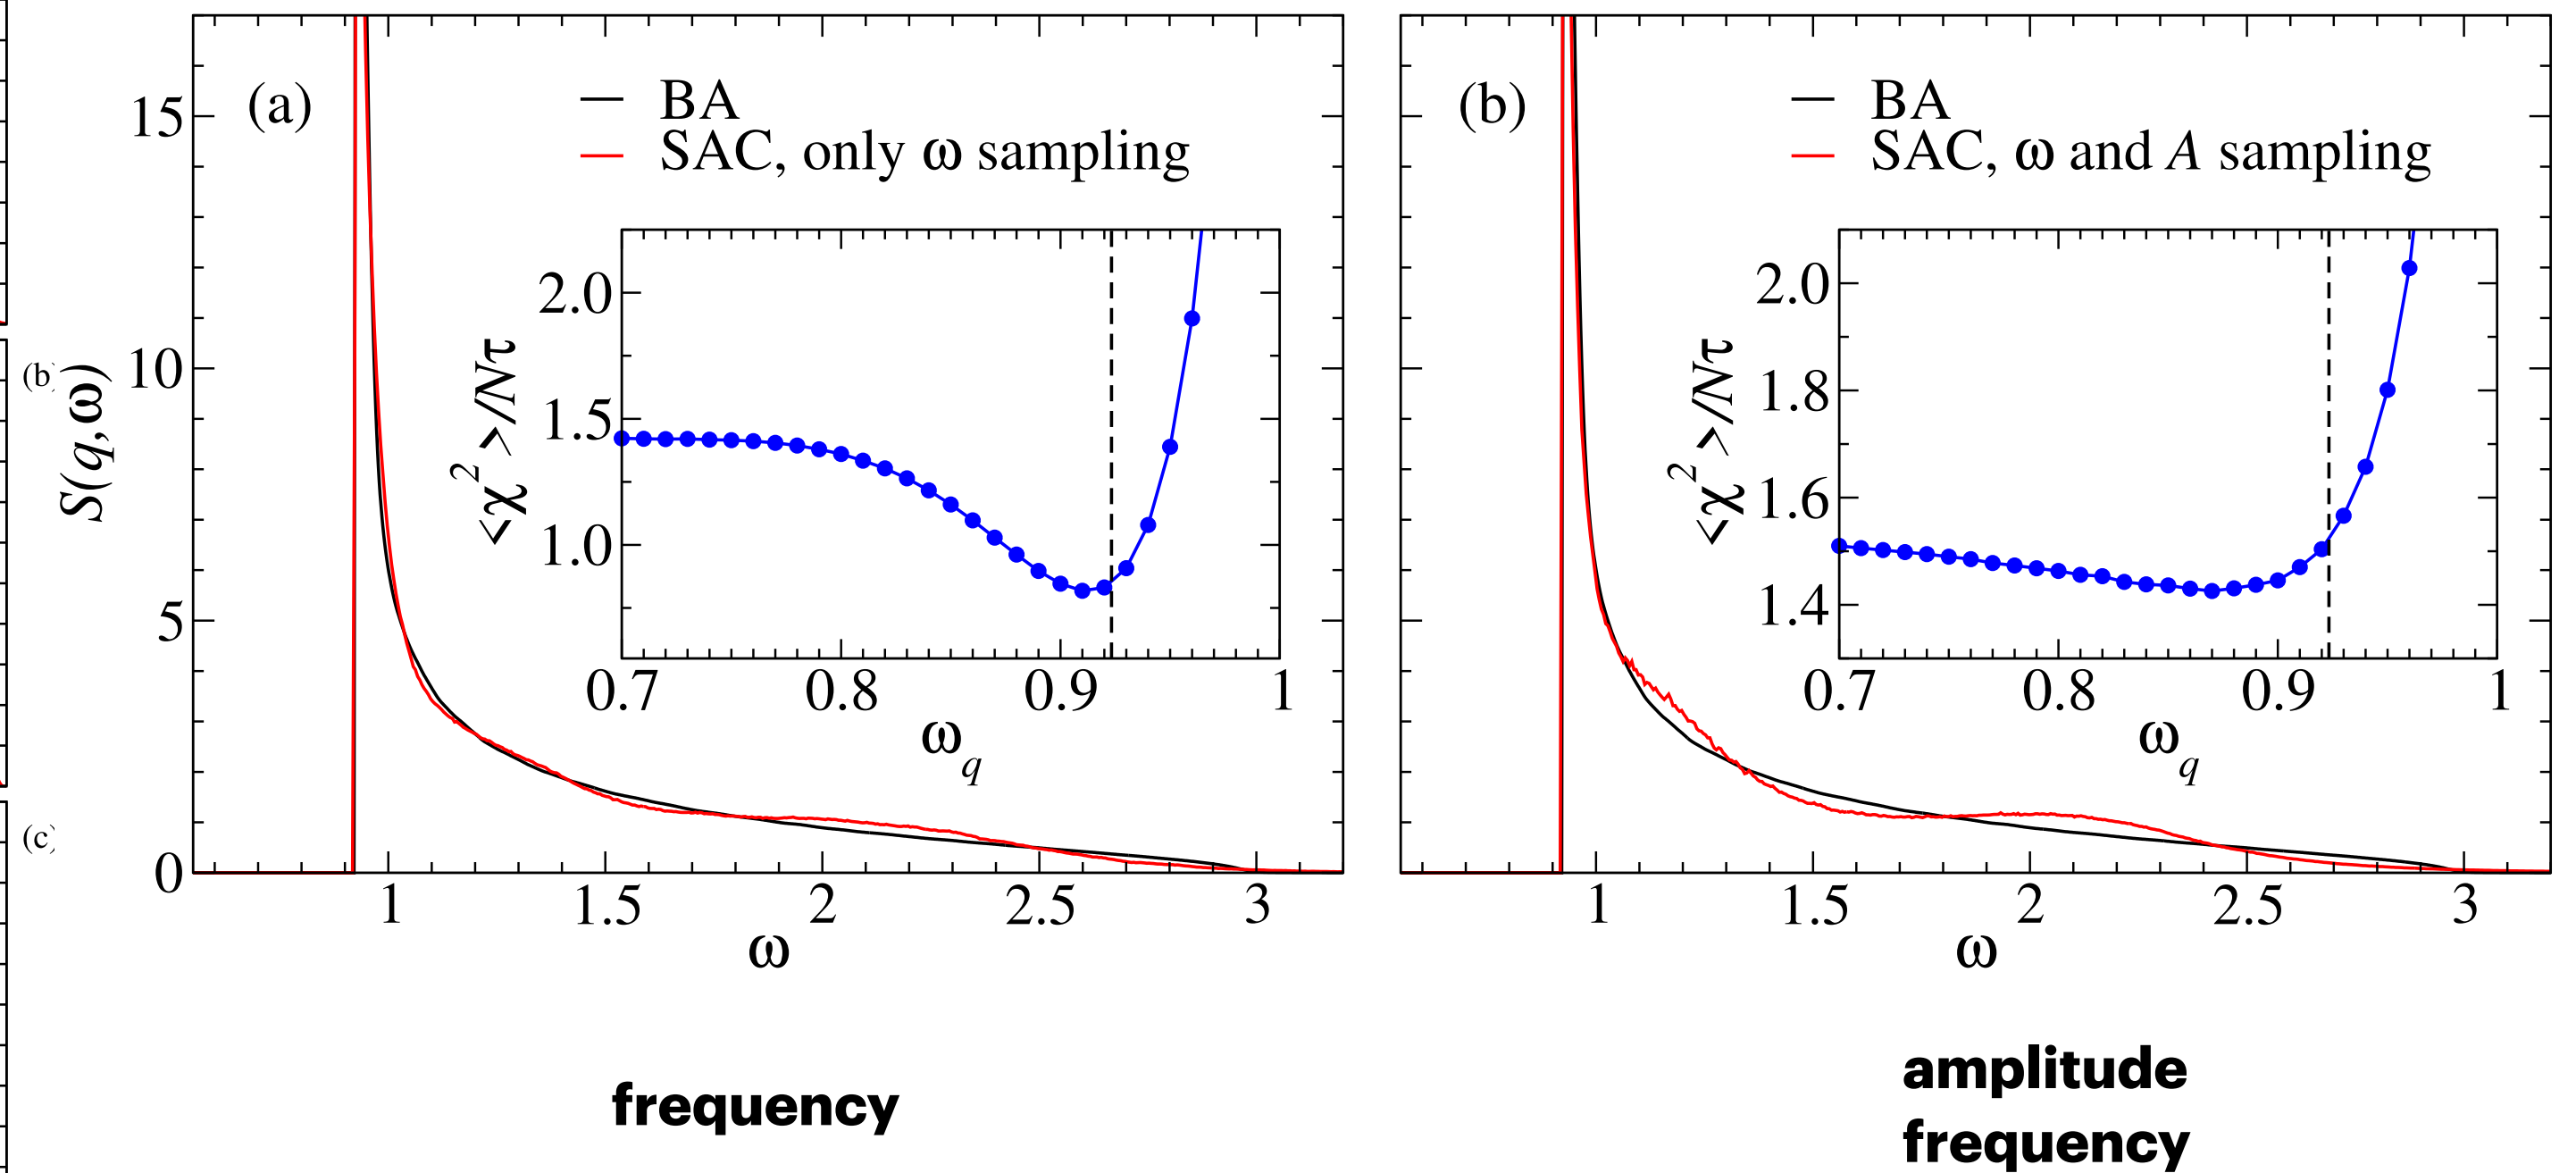 (a)
BA
SAC, only ω sampling
15
10
5
0
S(q,ω)
<χ²>/Nτ
2.0
1.5
1.0
0.7
0.8
0.9
1
ω_q
1
1.5
2
2.5
3
ω
(b)
BA
SAC, ω and A sampling
<χ²>/Nτ
2.0
1.8
1.6
1.4
0.7
0.8
0.9
1
ω_q
1
1.5
2
2.5
3
ω
(b)
(c)
frequency
amplitude
frequency